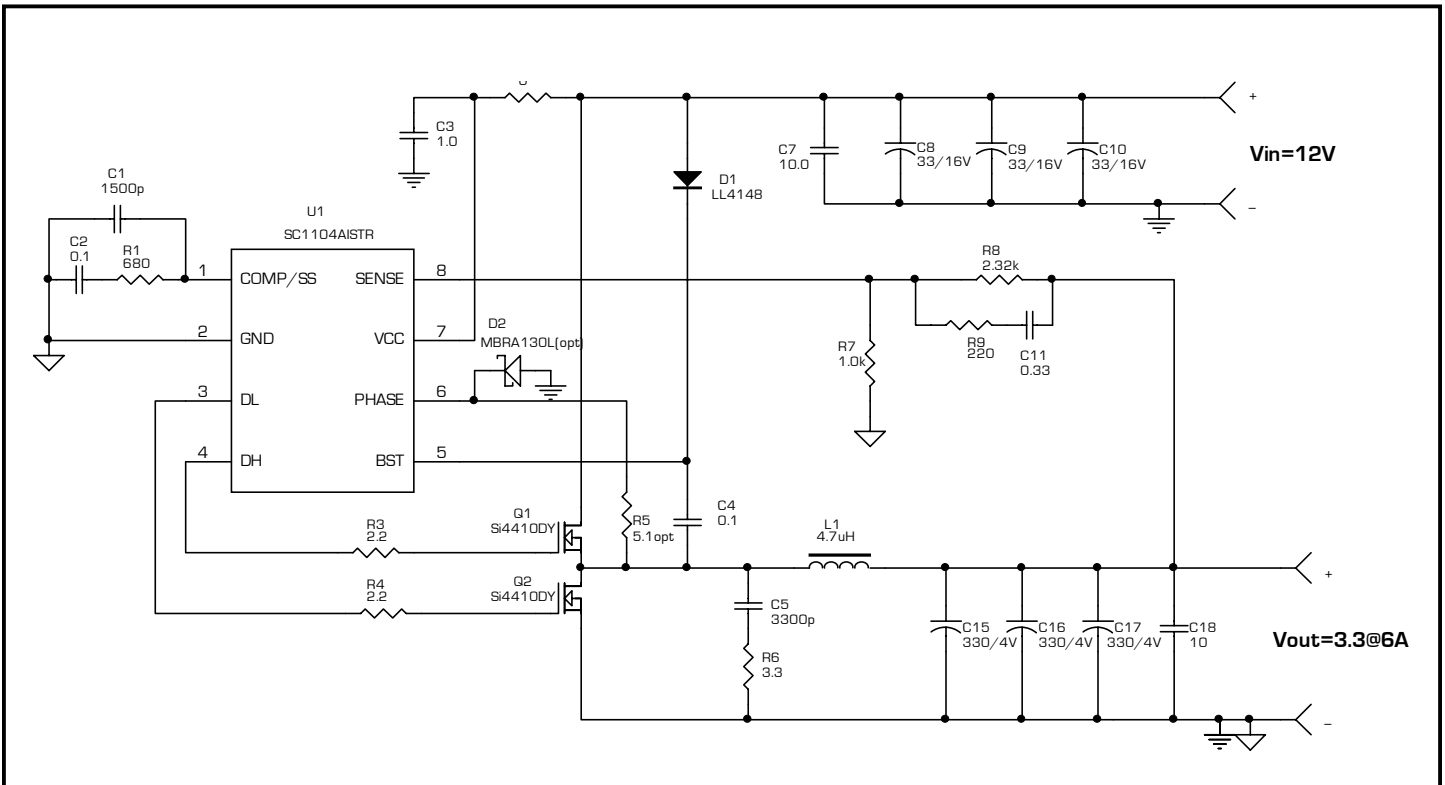 C3
1.0
C7
10.0
C8
33/16V
C9
33/16V
C10
33/16V
+
Vin=12V
–
D1
LL4148
C1
1500p
C2
0.1
R1
680
U1
SC1104AISTR
1
COMP/SS
SENSE
8
2
GND
VCC
7
3
DL
PHASE
6
4
DH
BST
5
D2
MBRA130L(opt)
R8
2.32k
R9
220
C11
0.33
R7
1.0k
R3
2.2
R4
2.2
Q1
Si4410DY
Q2
Si4410DY
R5
5.1opt
C4
0.1
L1
4.7uH
C5
3300p
R6
3.3
C15
330/4V
C16
330/4V
C17
330/4V
C18
10
+
Vout=3.3@6A
–